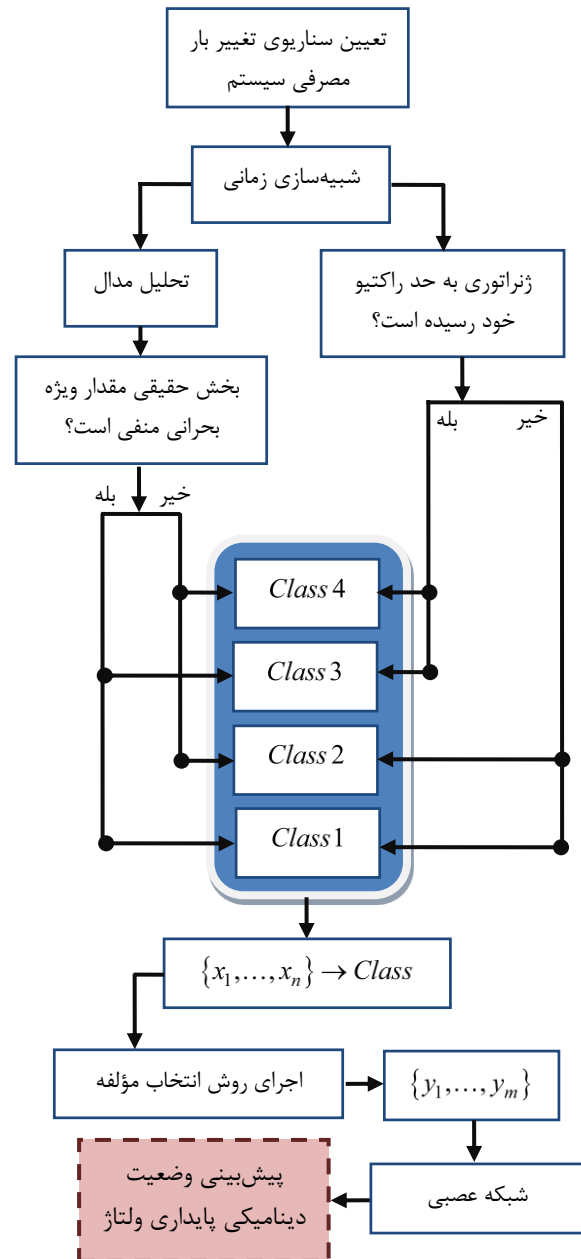 تعیین سناریوی تغییر بار
مصرفی سیستم
شبیه‌سازی زمانی
تحلیل مدال
ژنراتوری به حد راکتیو
خود رسیده است؟
بخش حقیقی مقدار ویژه
بحرانی منفی است؟
خیر
بله
خیر
بله
Class 4
Class 3
Class 2
Class 1
{x₁,…,xₙ} → Class
اجرای روش انتخاب مؤلفه
{y₁,…,yₘ}
شبکه عصبی
پیش‌بینی وضعیت
دینامیکی پایداری ولتاژ